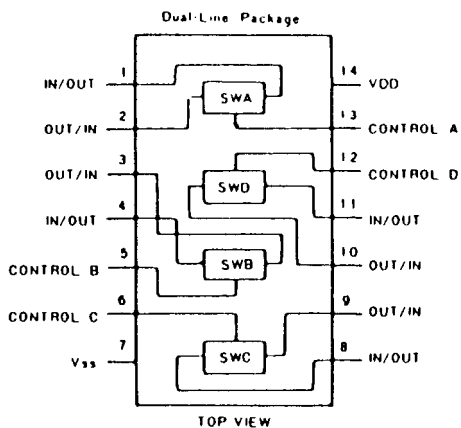 Dual-Line Package
1
IN/OUT
2
OUT/IN
3
OUT/IN
4
IN/OUT
5
CONTROL B
6
CONTROL C
7
Vss
14
VDD
13
CONTROL A
12
CONTROL D
11
IN/OUT
10
OUT/IN
9
OUT/IN
8
IN/OUT
SWA
SWD
SWB
SWC
TOP VIEW